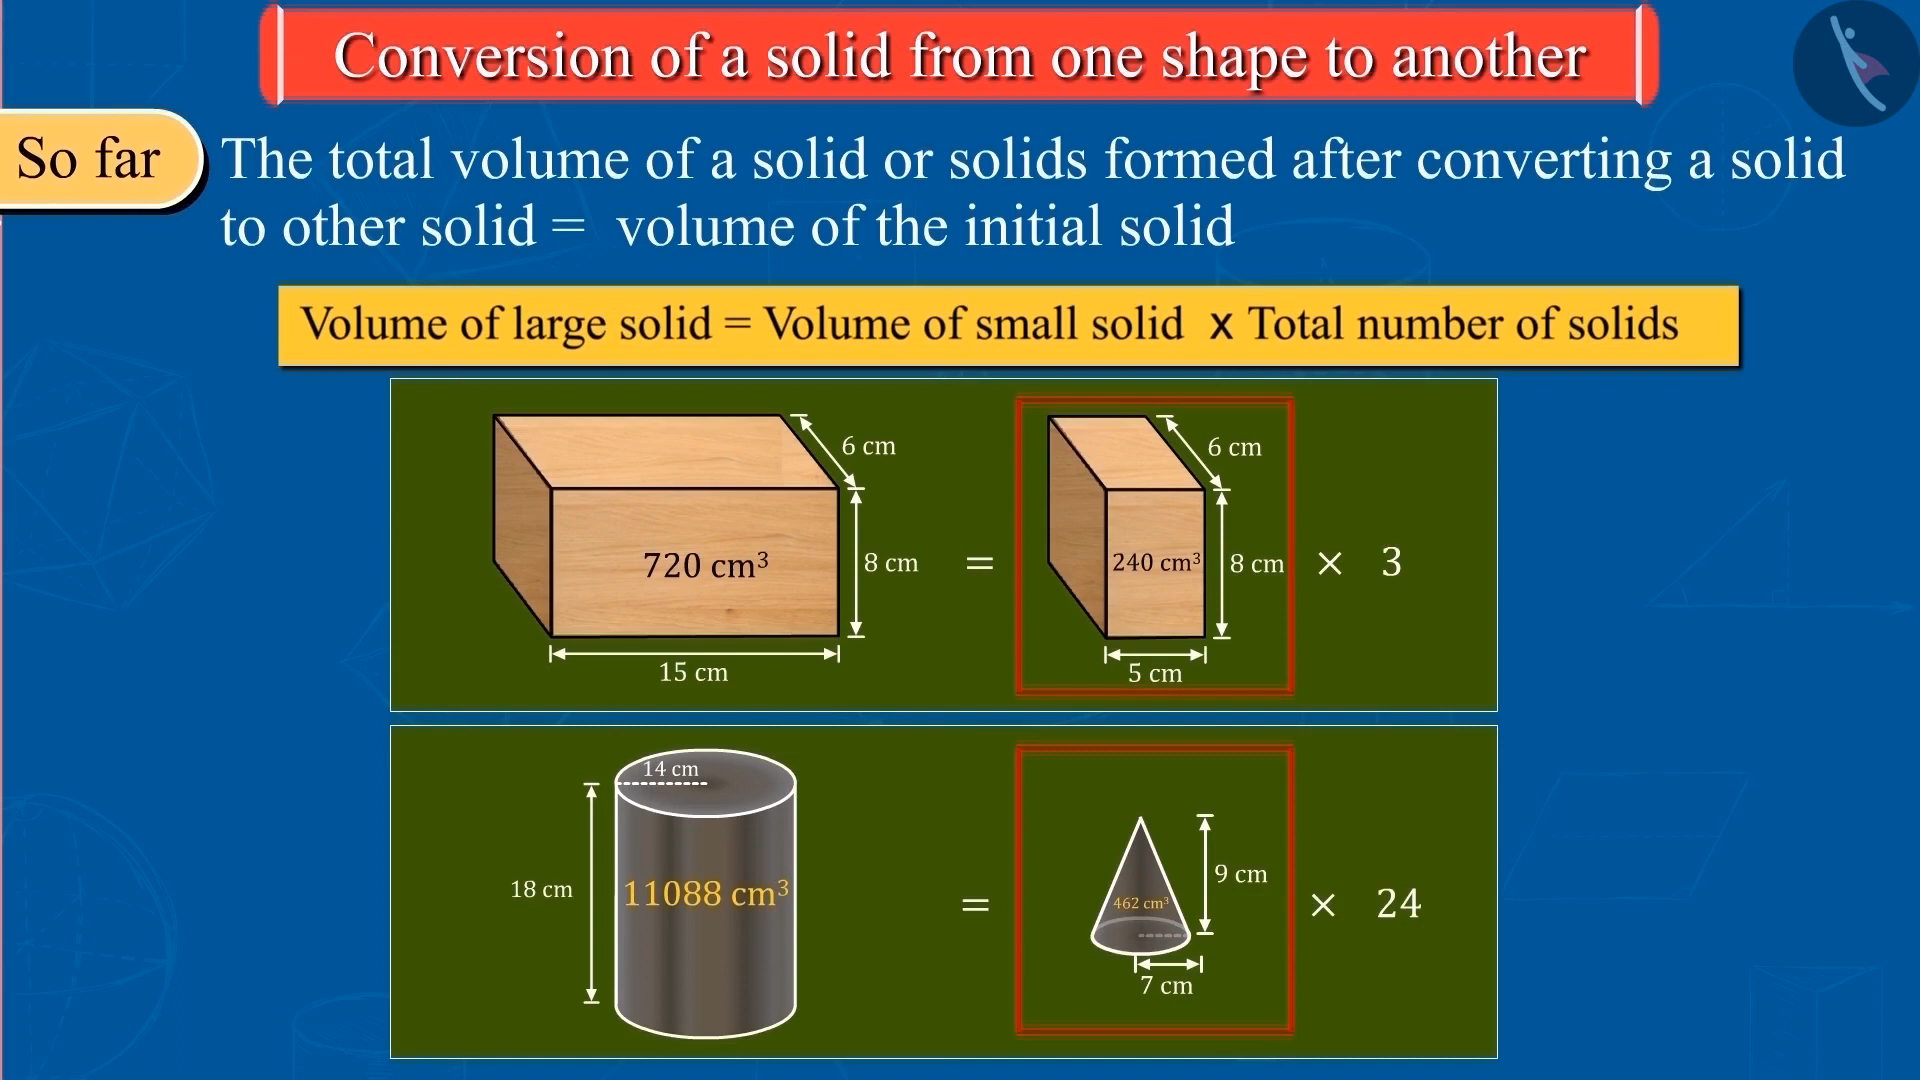 Conversion of a solid from one shape to another
So far
The total volume of a solid or solids formed after converting a solid
to other solid = volume of the initial solid
Volume of large solid = Volume of small solid x Total number of solids
6 cm
720 cm³
8 cm
15 cm
=
6 cm
240 cm³
8 cm
5 cm
× 3
14 cm
18 cm
11088 cm³
=
9 cm
462 cm³
7 cm
× 24